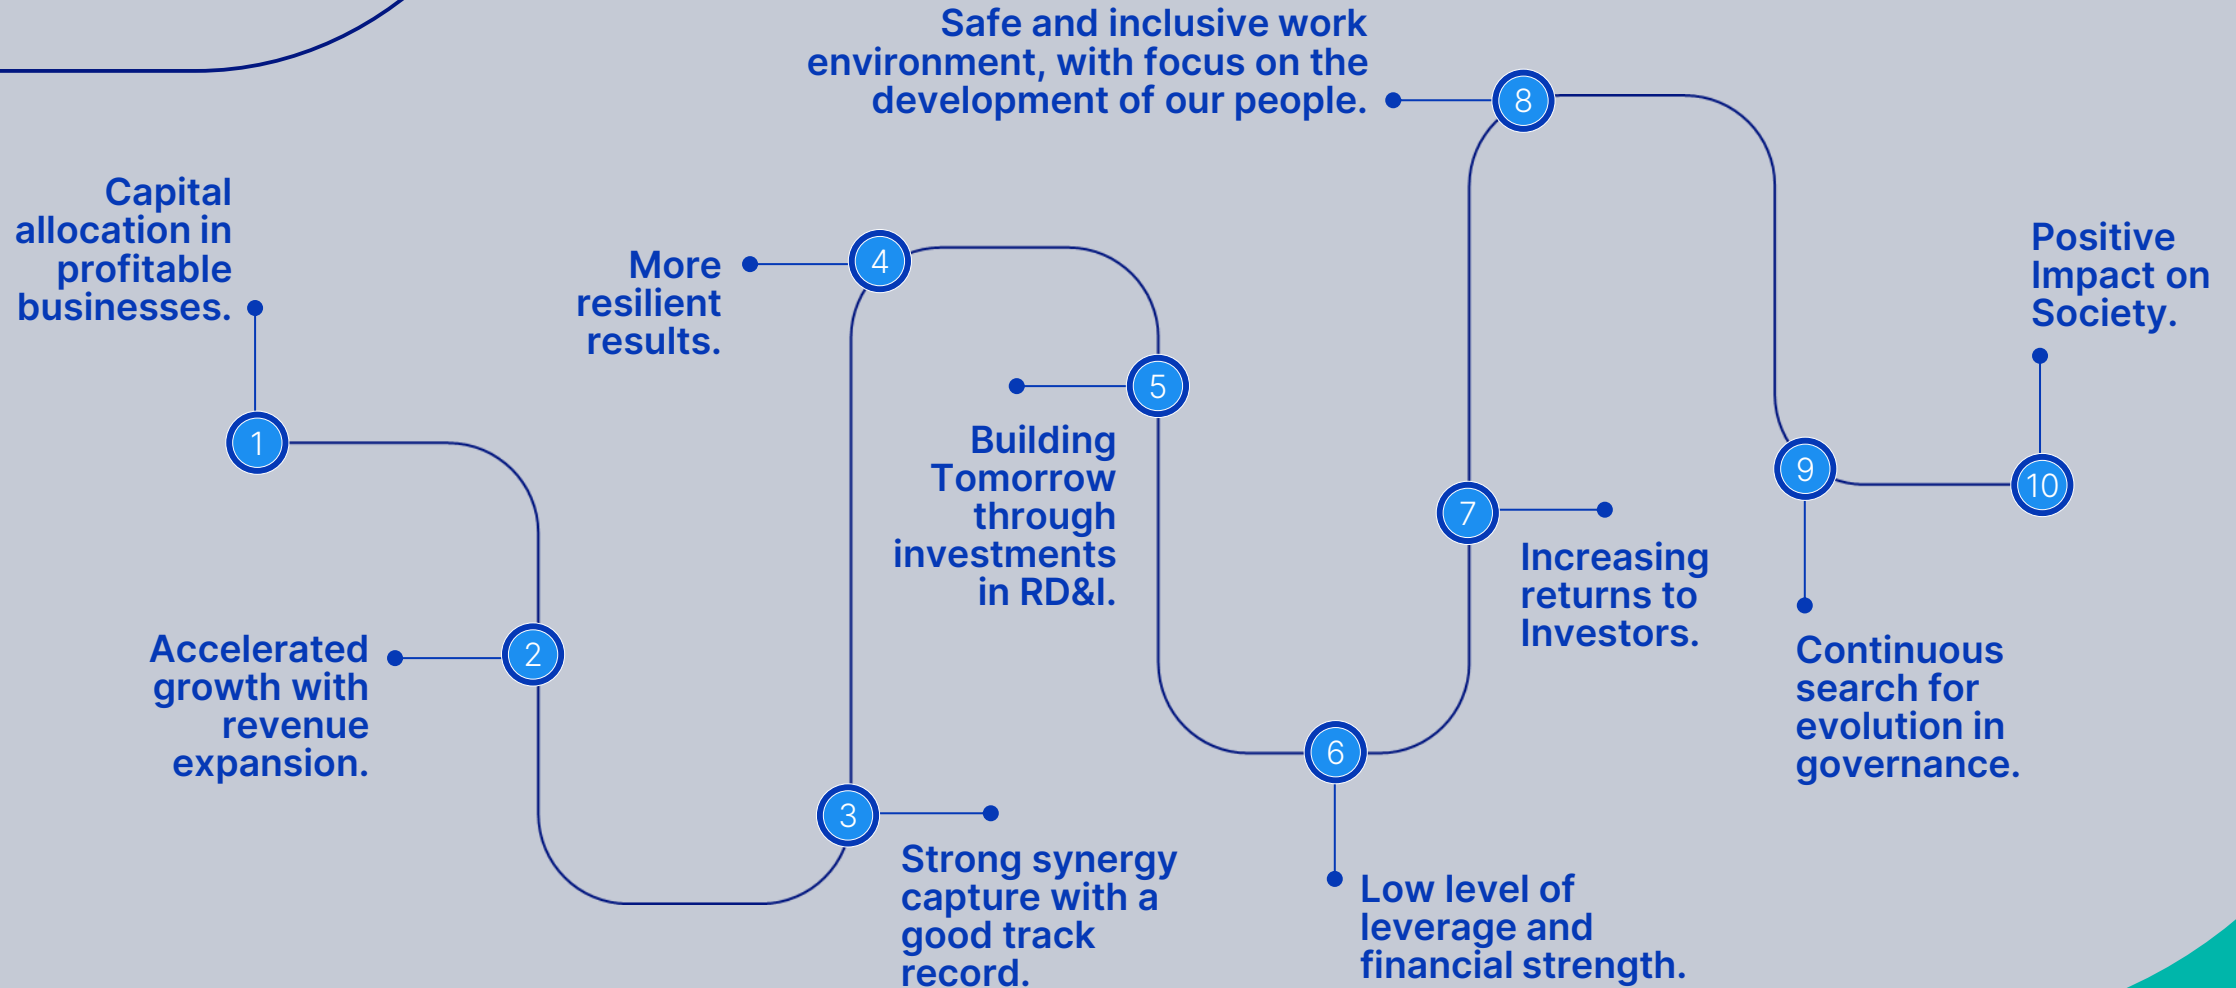 1
Capital
allocation in
profitable
businesses.
2
Accelerated
growth with
revenue
expansion.
3
Strong synergy
capture with a
good track
record.
4
More
resilient
results.
5
Building
Tomorrow
through
investments
in RD&I.
6
Low level of
leverage and
financial strength.
7
Increasing
returns to
Investors.
8
Safe and inclusive work
environment, with focus on the
development of our people.
9
Continuous
search for
evolution in
governance.
10
Positive
Impact on
Society.